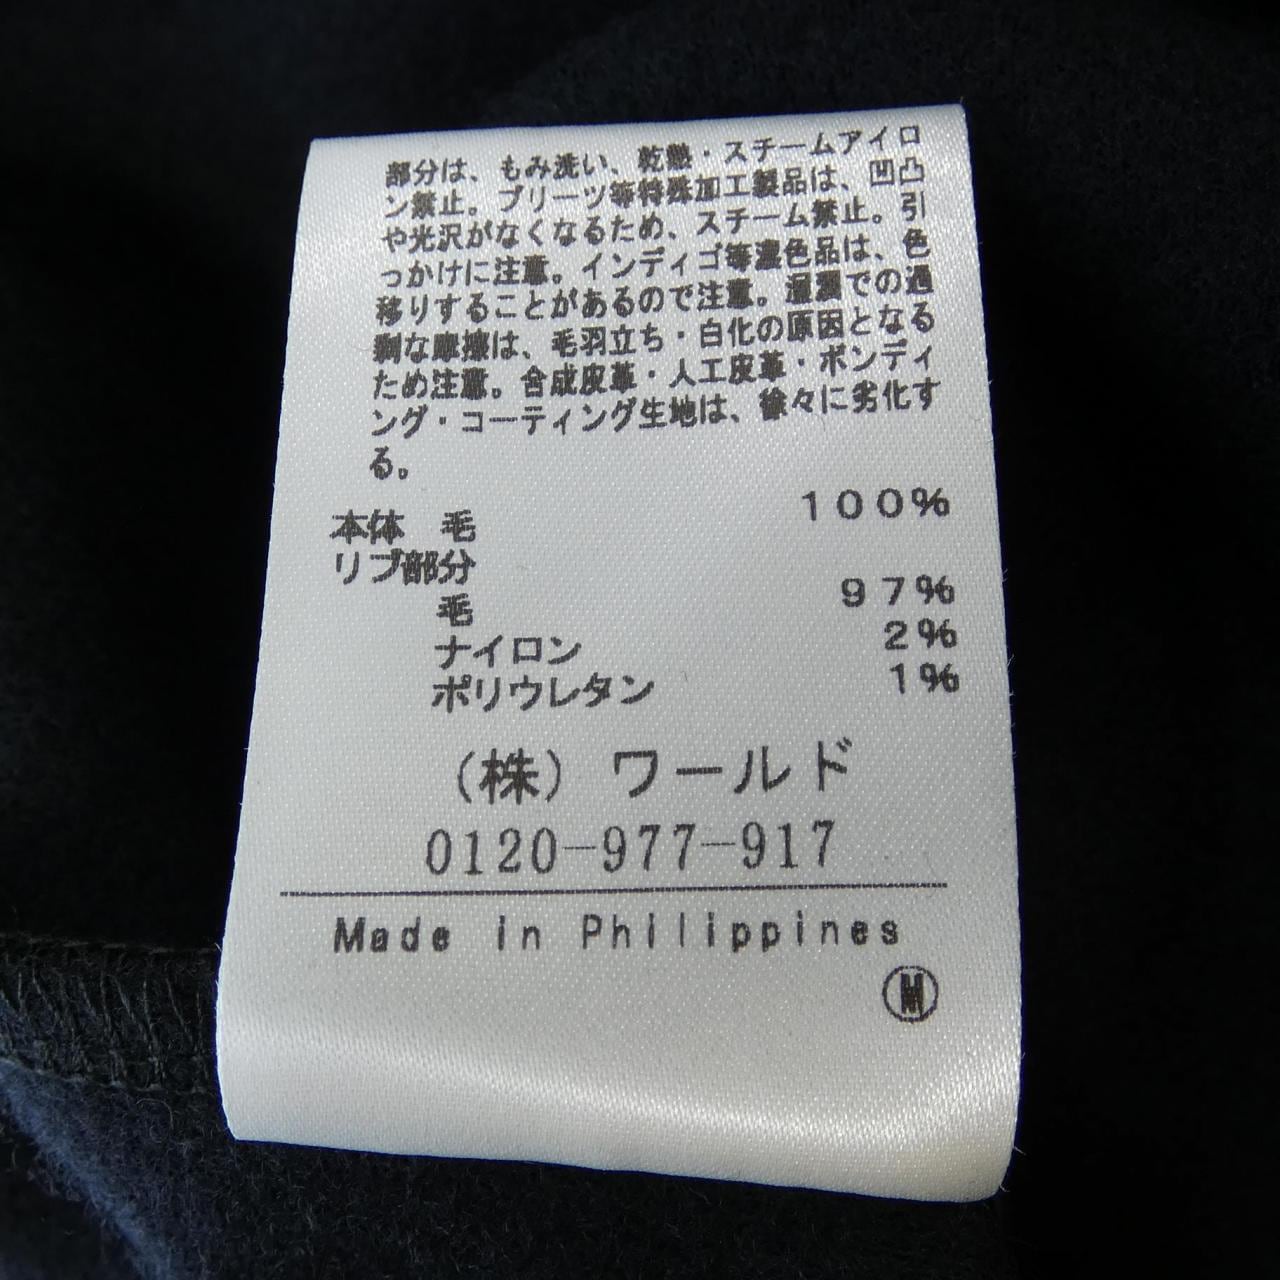 部分は、もみ洗い、乾熱・スチームアイロ
ン禁止。プリーツ等特殊加工製品は、凹凸
や光沢がなくなるため、スチーム禁止。引
っかけに注意。インディゴ等濃色品は、色
移りすることがあるので注意。湿潤での過
剰な摩擦は、毛羽立ち・白化の原因となる
ため注意。合成皮革・人工皮革・ボンディ
ング・コーティング生地は、徐々に劣化す
る。
本体 毛 100%
リブ部分
毛 97%
ナイロン 2%
ポリウレタン 1%
(株) ワールド
0120-977-917
Made in Philippines
M